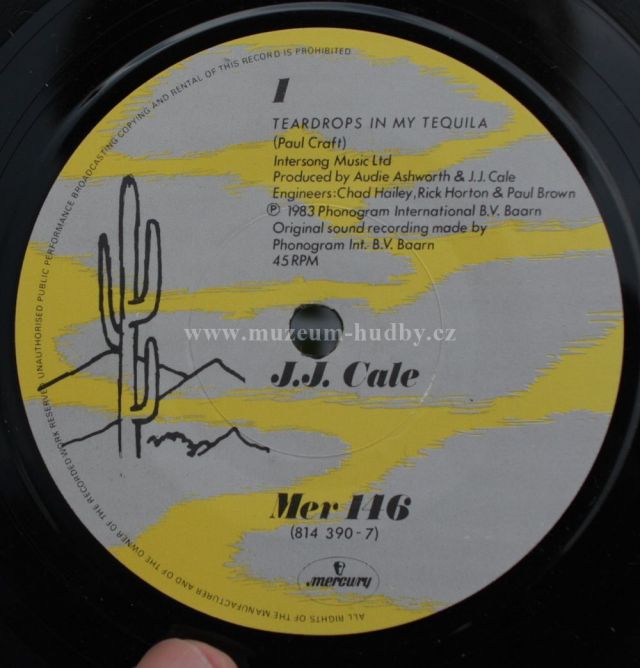 1
TEARDROPS IN MY TEQUILA
(Paul Craft)
Intersong Music Ltd
Produced by Audie Ashworth & J.J. Cale
Engineers: Chad Hailey, Rick Horton & Paul Brown
℗ 1983 Phonogram International B.V. Baarn
Original sound recording made by
Phonogram Int. B.V. Baarn
45 RPM
www.muzeum-hudby.cz
J.J. Cale
Mer 146
(814 390-7)
mercury
ALL RIGHTS OF THE MANUFACTURER AND OF THE OWNER OF THE RECORDED WORK RESERVED UNAUTHORISED PUBLIC PERFORMANCE BROADCASTING COPYING AND RENTAL OF THIS RECORD IS PROHIBITED